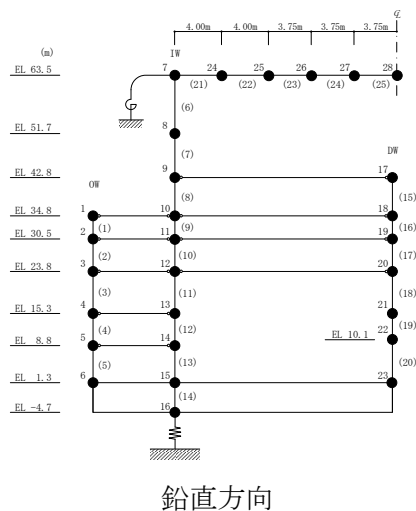 ℄
4.00m 4.00m 3.75m 3.75m 3.75m
(m) IW
EL 63.5 7 24 25 26 27 28
(21) (22) (23) (24) (25)
(6)
EL 51.7 8
(7) DW
EL 42.8 9 17
OW (8) (15)
EL 34.8 1 10 18
(1) (9) (16)
EL 30.5 2 11 19
(2) (10) (17)
EL 23.8 3 12 20
(3) (11) (18)
EL 15.3 4 13 21
(4) (12) (19)
EL 10.1 22
EL 8.8 5 14
(5) (13) (20)
EL 1.3 6 15 23
(14)
EL -4.7 16
鉛直方向